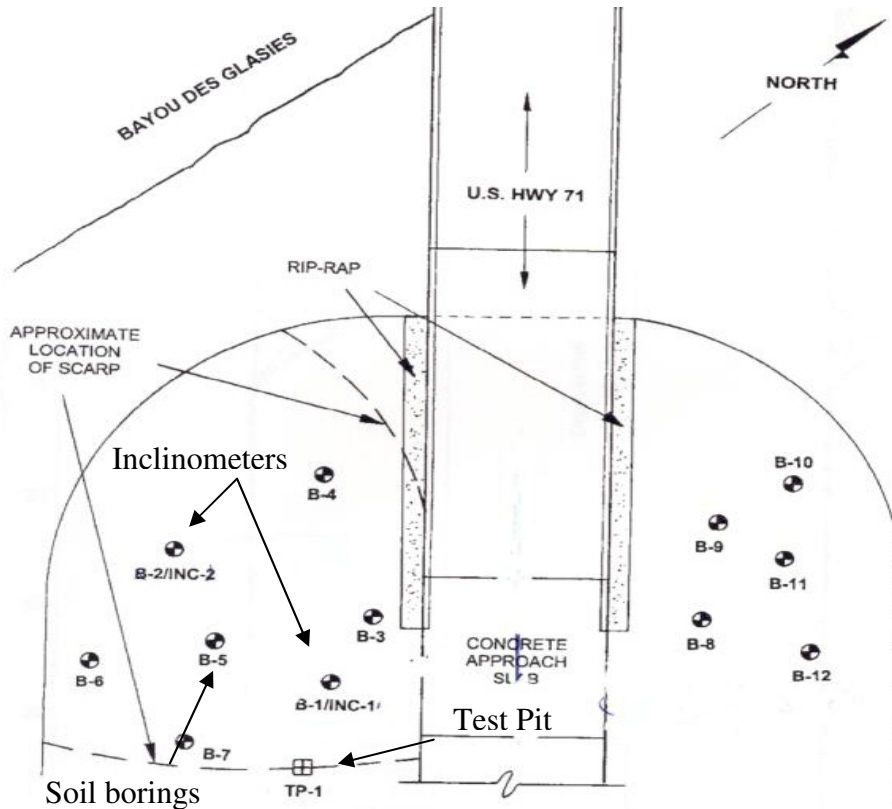 BAYOU DES GLASIES
NORTH
U.S. HWY 71
RIP-RAP
APPROXIMATE
LOCATION
OF SCARP
Inclinometers
B-4
B-10
B-9
B-2/INC-2
B-11
B-3
B-8
B-5
B-6
CONCRETE
APPROACH
B-12
B-1/INC-1
Test Pit
B-7
Soil borings
TP-1